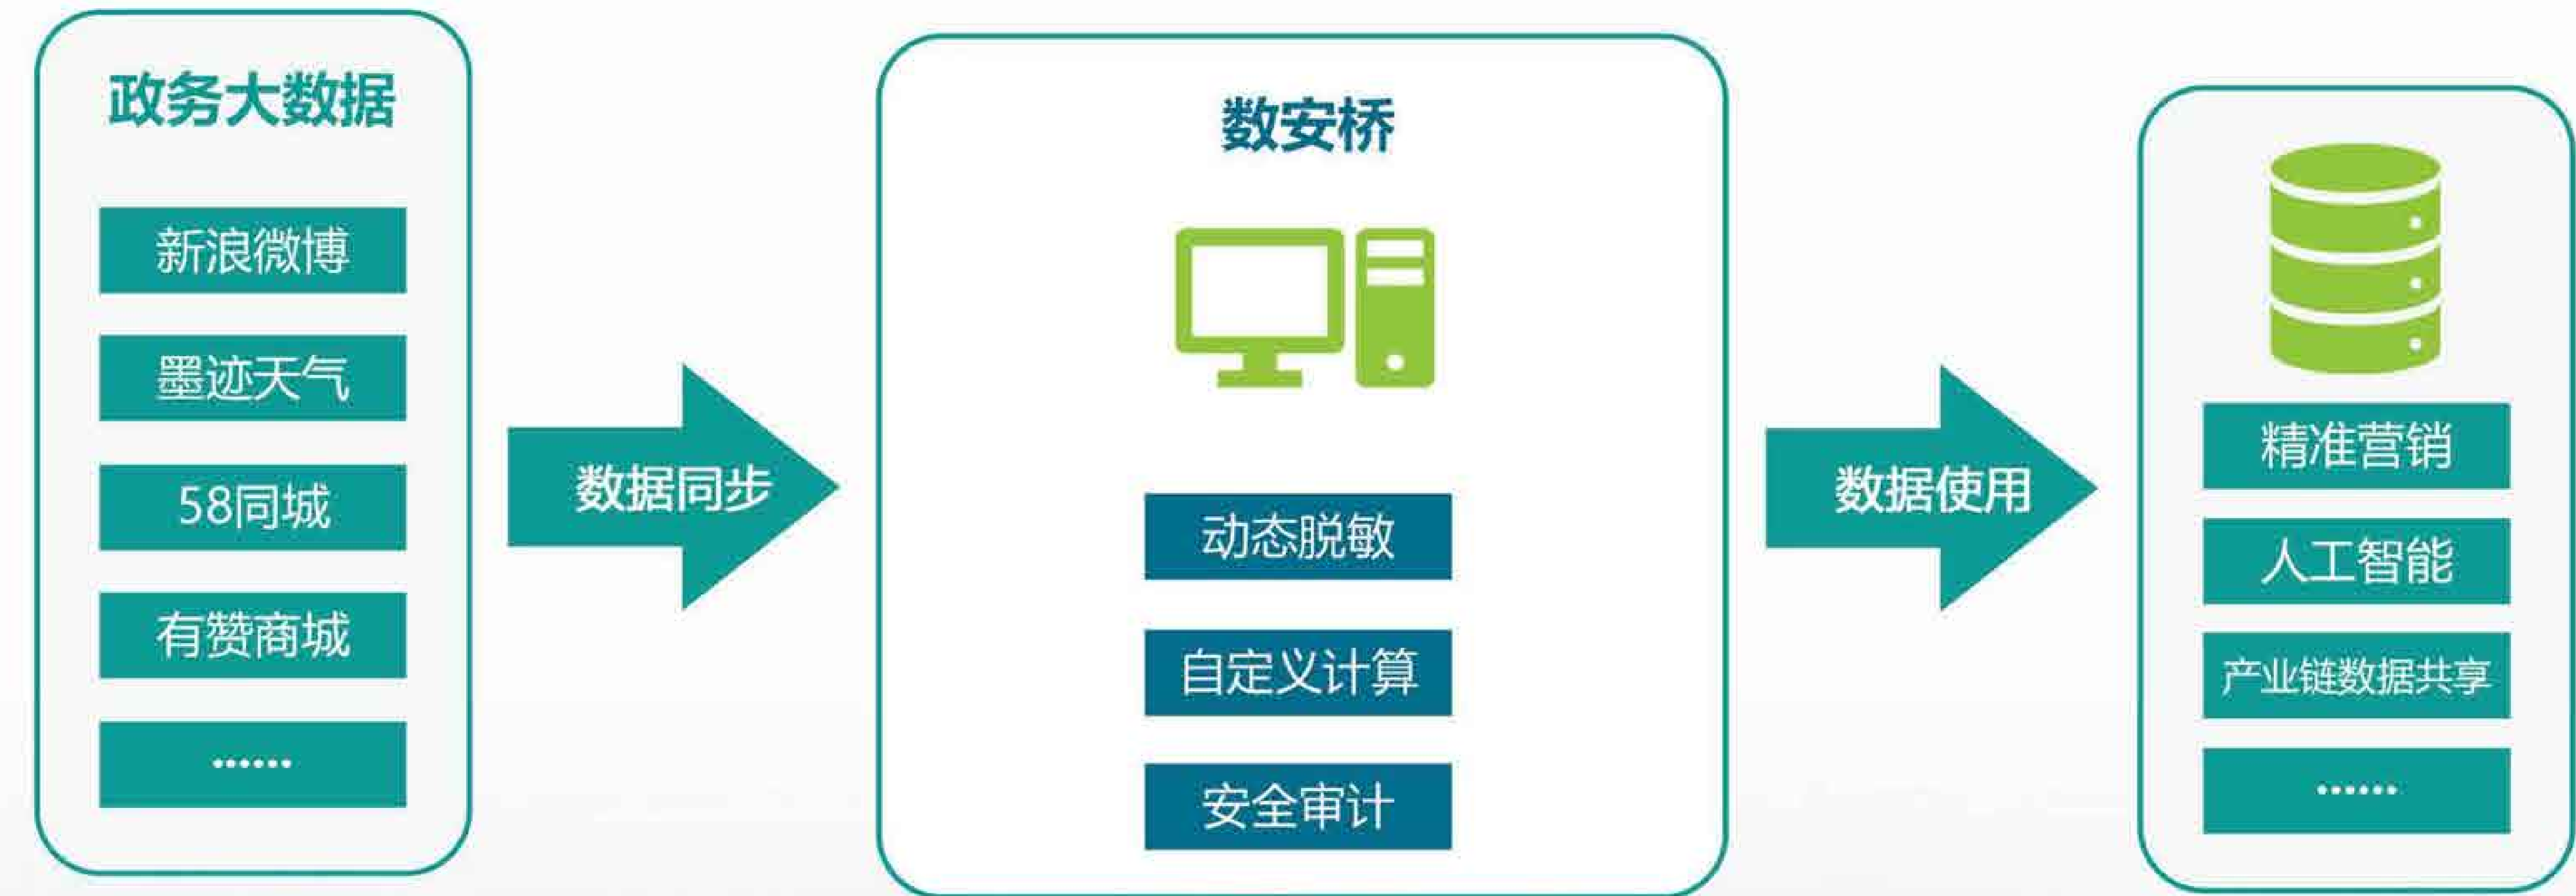 政务大数据
新浪微博
墨迹天气
58同城
有赞商城
······
数据同步
数安桥
动态脱敏
自定义计算
安全审计
数据使用
精准营销
人工智能
产业链数据共享
······